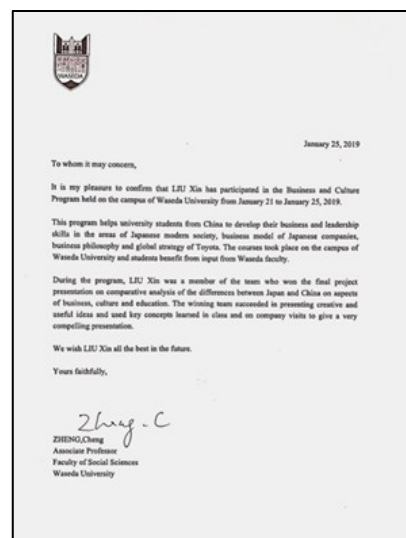 WASEDA
January 25, 2019
To whom it may concern,
It is my pleasure to confirm that LIU Xin has participated in the Business and Culture
Program held on the campus of Waseda University from January 21 to January 25, 2019.
This program helps university students from China to develop their business and leadership
skills in the areas of Japanese modern society, business model of Japanese companies,
business philosophy and global strategy of Toyota. The courses took place on the campus of
Waseda University and students benefit from input from Waseda faculty.
During the program, LIU Xin was a member of the team who won the final project
presentation on comparative analysis of the differences between Japan and China on aspects
of business, culture and education. The winning team succeeded in presenting creative and
useful ideas and used key concepts learned in class and on company visits to give a very
compelling presentation.
We wish LIU Xin all the best in the future.
Yours faithfully,
Zheng - C
ZHENG,Cheng
Associate Professor
Faculty of Social Sciences
Waseda University